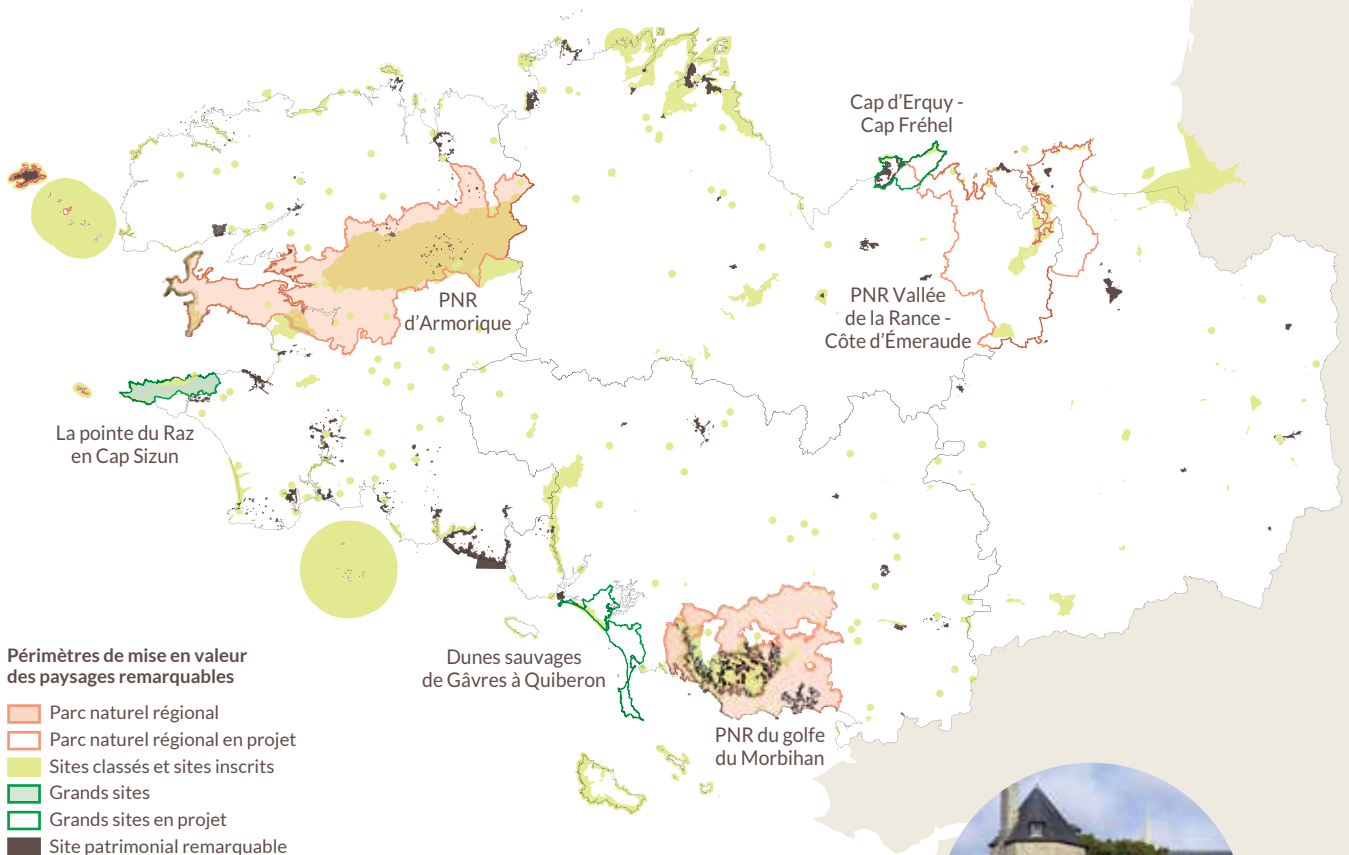 Cap d'Erquy -
Cap Fréhel
PNR
d'Armorique
PNR Vallée
de la Rance -
Côte d'Émeraude
La pointe du Raz
en Cap Sizun
Dunes sauvages
de Gâvres à Quiberon
PNR du golfe
du Morbihan
Périmètres de mise en valeur
des paysages remarquables
Parc naturel régional
Parc naturel régional en projet
Sites classés et sites inscrits
Grands sites
Grands sites en projet
Site patrimonial remarquable